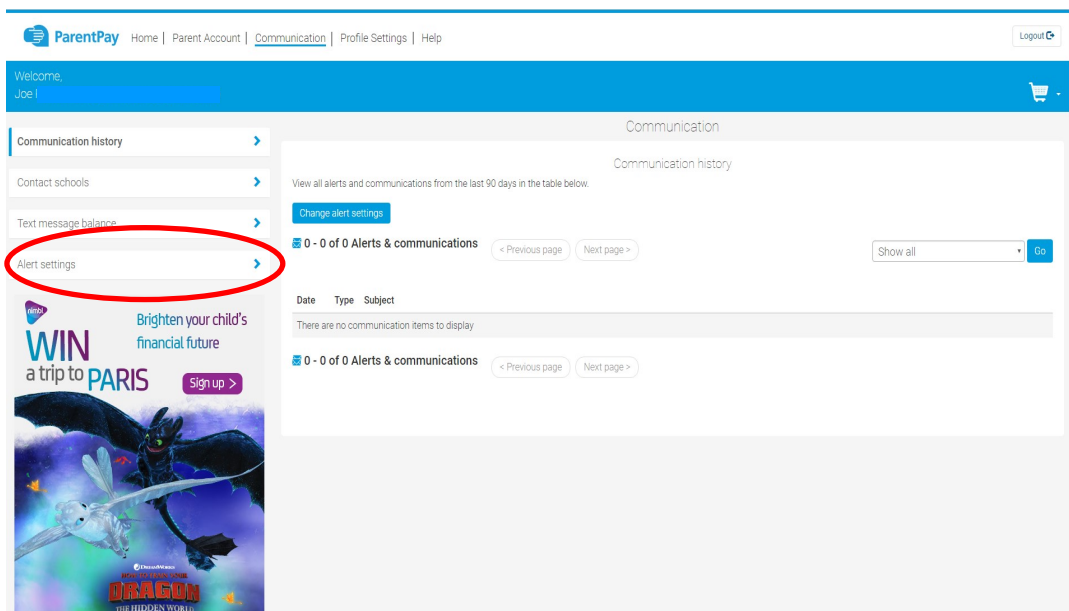 ParentPay Home | Parent Account | Communication | Profile Settings | Help
Logout
Welcome,
Joe
Communication
Communication history
Contact schools
Text message balance
Alert settings
Communication history
View all alerts and communications from the last 90 days in the table below.
Change alert settings
0 - 0 of 0 Alerts & communications < Previous page Next page > Show all Go
Date Type Subject
There are no communication items to display
0 - 0 of 0 Alerts & communications < Previous page Next page >
nimbl
WIN
a trip to PARIS
Brighten your child's
financial future
Sign up >
DreamWorks
HOW TO TRAIN YOUR
DRAGON
THE HIDDEN WORLD